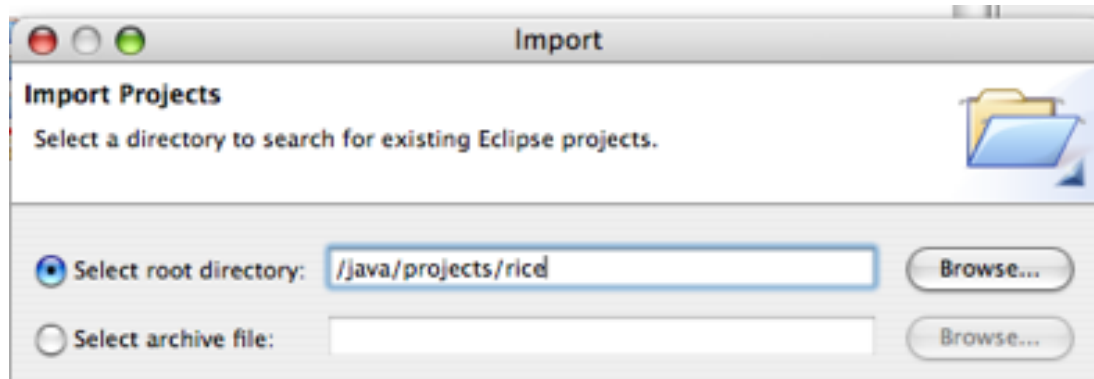 Import
Import Projects
Select a directory to search for existing Eclipse projects.
Select root directory: /java/projects/rice Browse...
Select archive file: Browse...